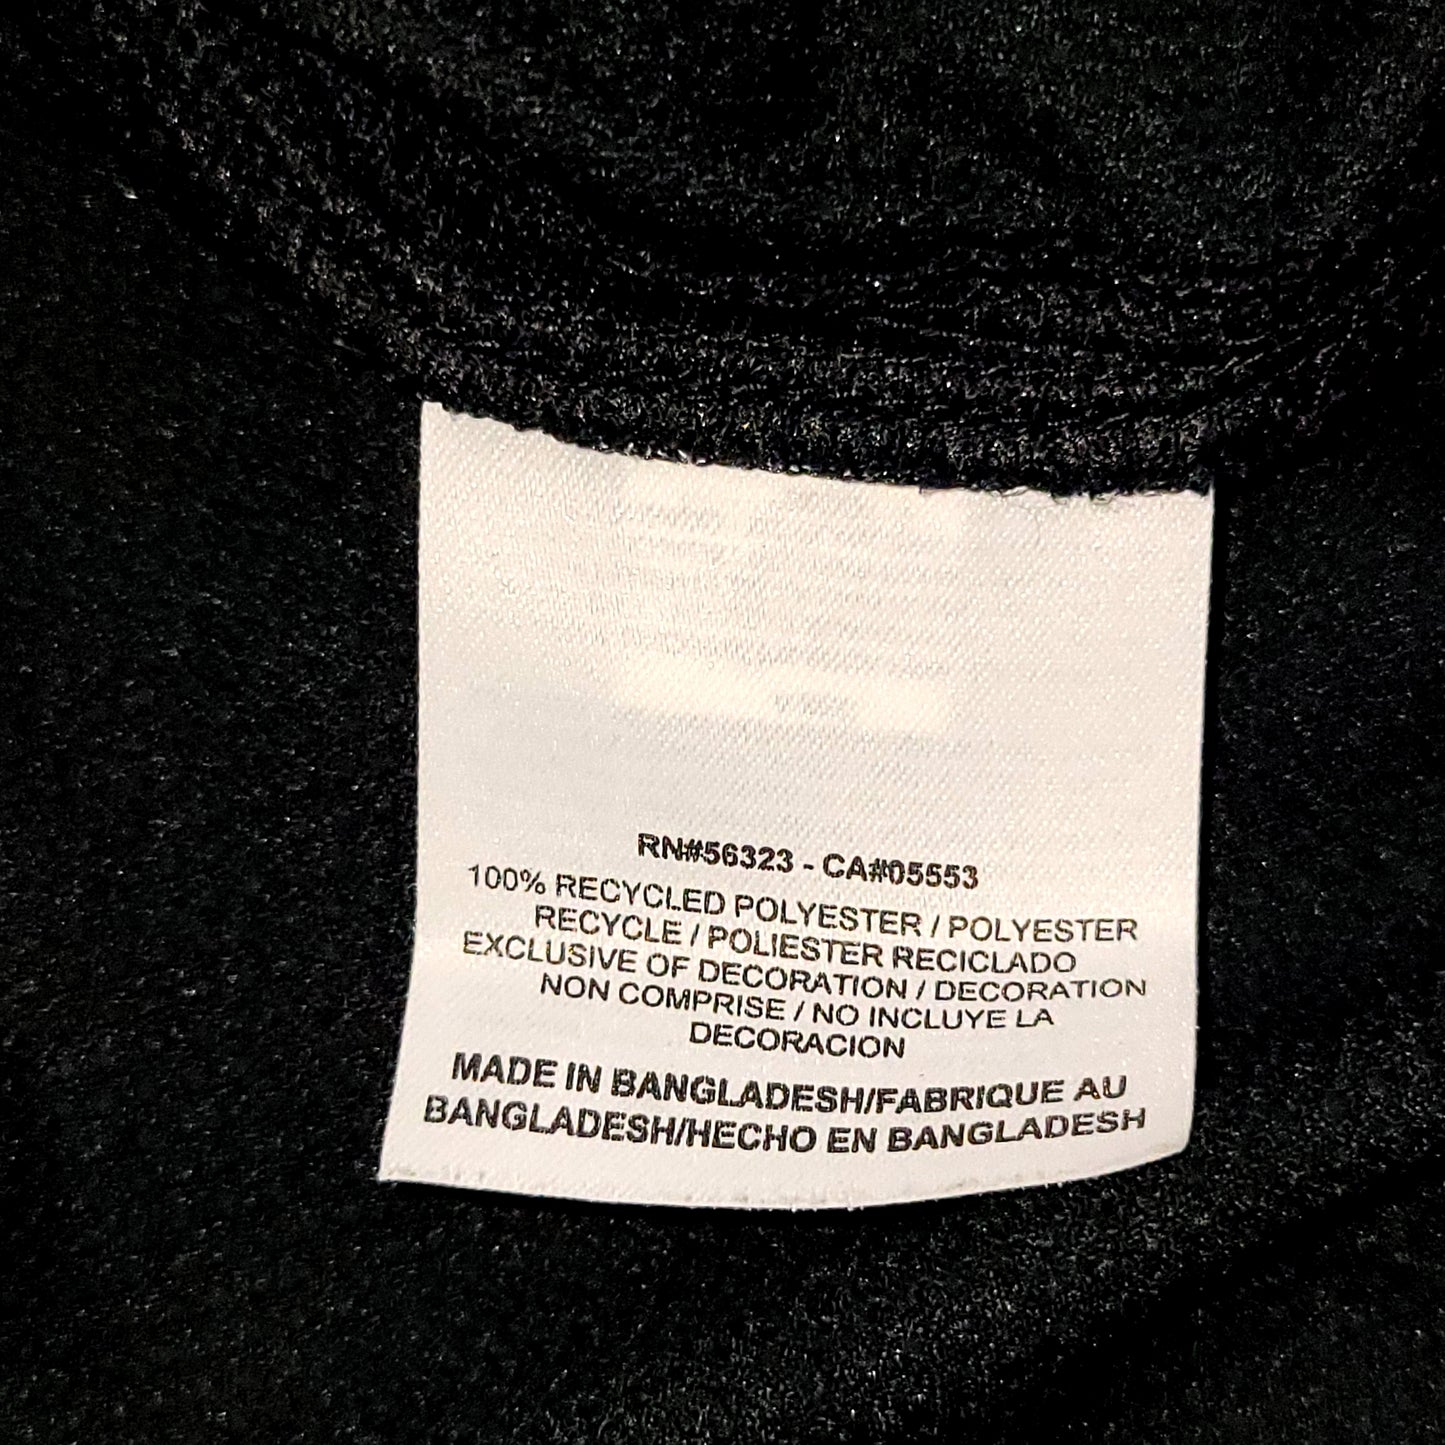 RN#56323 - CA#05553
100% RECYCLED POLYESTER / POLYESTER
RECYCLE / POLIESTER RECICLADO
EXCLUSIVE OF DECORATION / DECORATION
NON COMPRISE / NO INCLUYE LA
DECORACION
MADE IN BANGLADESH/FABRIQUE AU
BANGLADESH/HECHO EN BANGLADESH